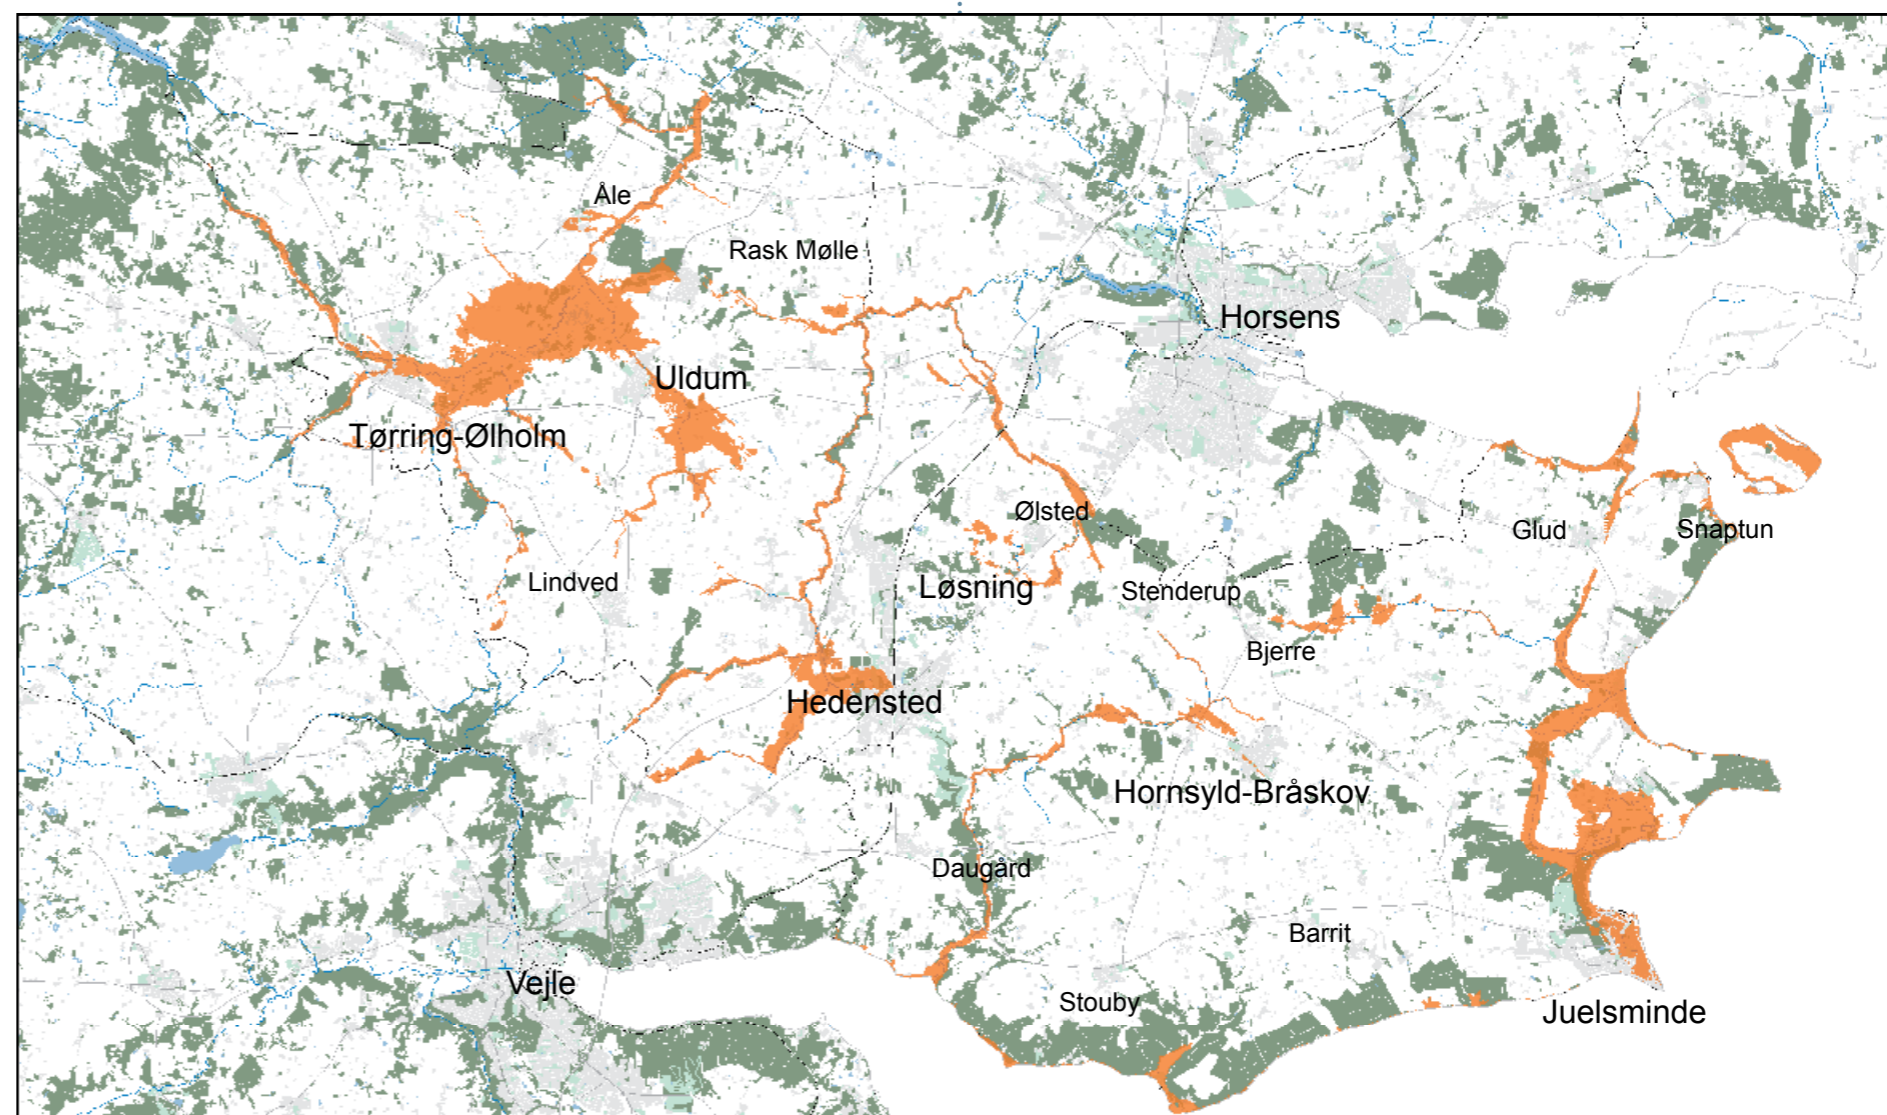 Åle
Rask Mølle
Horsens
Uldum
Tørring-Ølholm
Ølsted
Glud
Snaptun
Lindved
Løsning
Stenderup
Bjerre
Hedensted
Hornsyld-Bråskov
Daugård
Barrit
Vejle
Stouby
Juelsminde